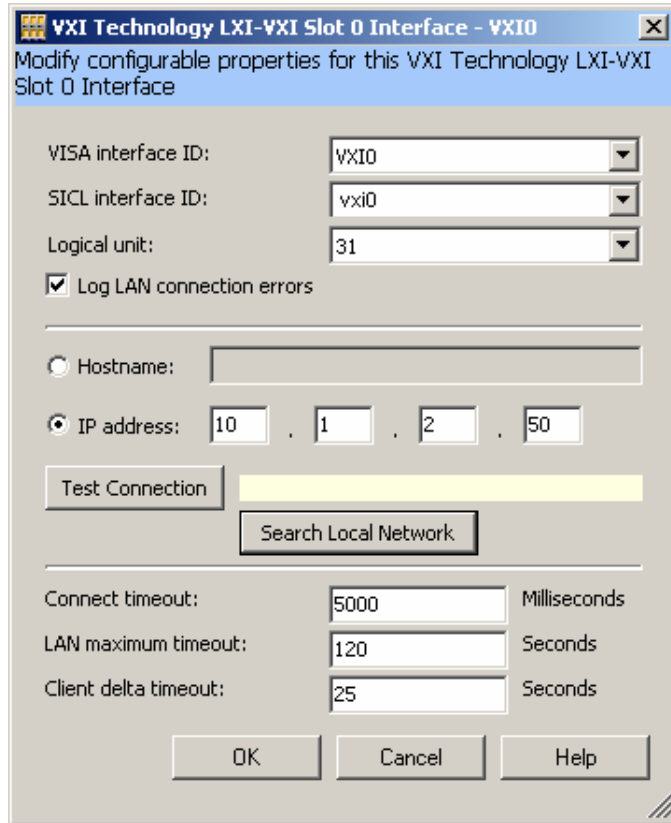 VXI Technology LXI-VXI Slot 0 Interface - VXI0
Modify configurable properties for this VXI Technology LXI-VXI
Slot 0 Interface
VISA interface ID: VXI0
SICL interface ID: vxi0
Logical unit: 31
Log LAN connection errors
Hostname:
IP address: 10 . 1 . 2 . 50
Test Connection
Search Local Network
Connect timeout: 5000 Milliseconds
LAN maximum timeout: 120 Seconds
Client delta timeout: 25 Seconds
OK Cancel Help